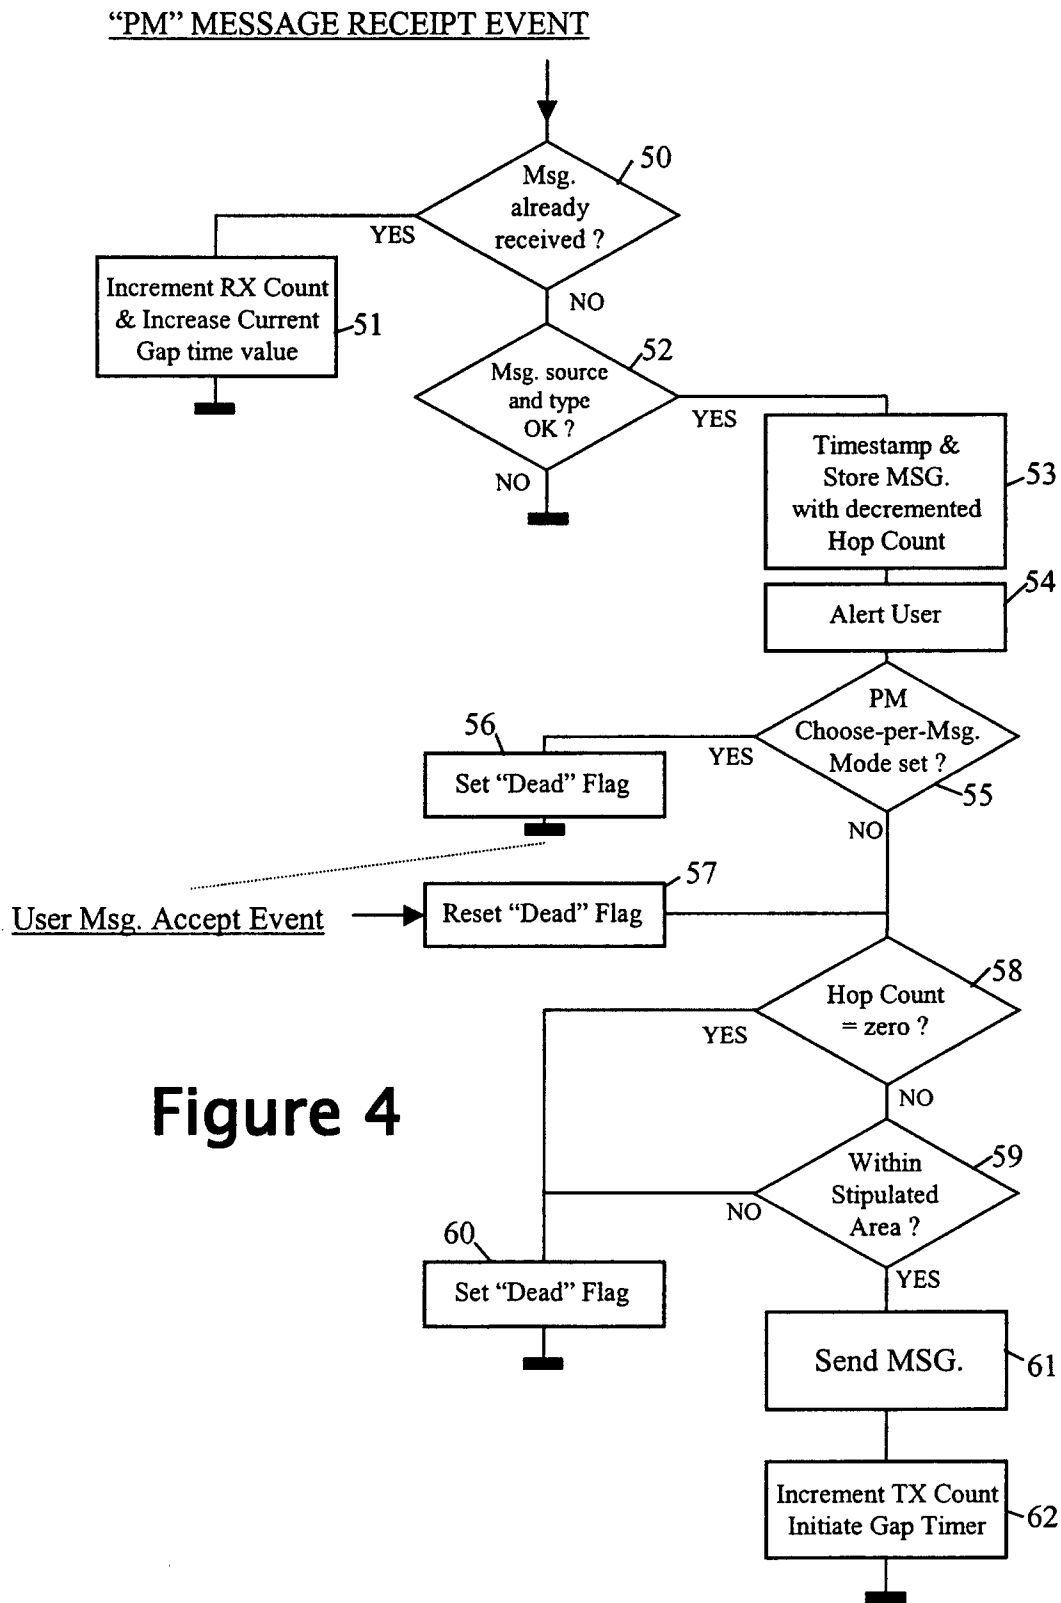 “PM” MESSAGE RECEIPT EVENT
50
Msg.
already
received ?
YES
NO
Increment RX Count
& Increase Current
Gap time value
51
52
Msg. source
and type
OK ?
YES
NO
Timestamp &
Store MSG.
with decremented
Hop Count
53
54
Alert User
PM
Choose-per-Msg.
Mode set ?
55
YES
NO
56
Set “Dead” Flag
57
User Msg. Accept Event
Reset “Dead” Flag
58
Hop Count
= zero ?
YES
NO
Figure 4
59
Within
Stipulated
Area ?
NO
YES
60
Set “Dead” Flag
Send MSG.
61
Increment TX Count
Initiate Gap Timer
62